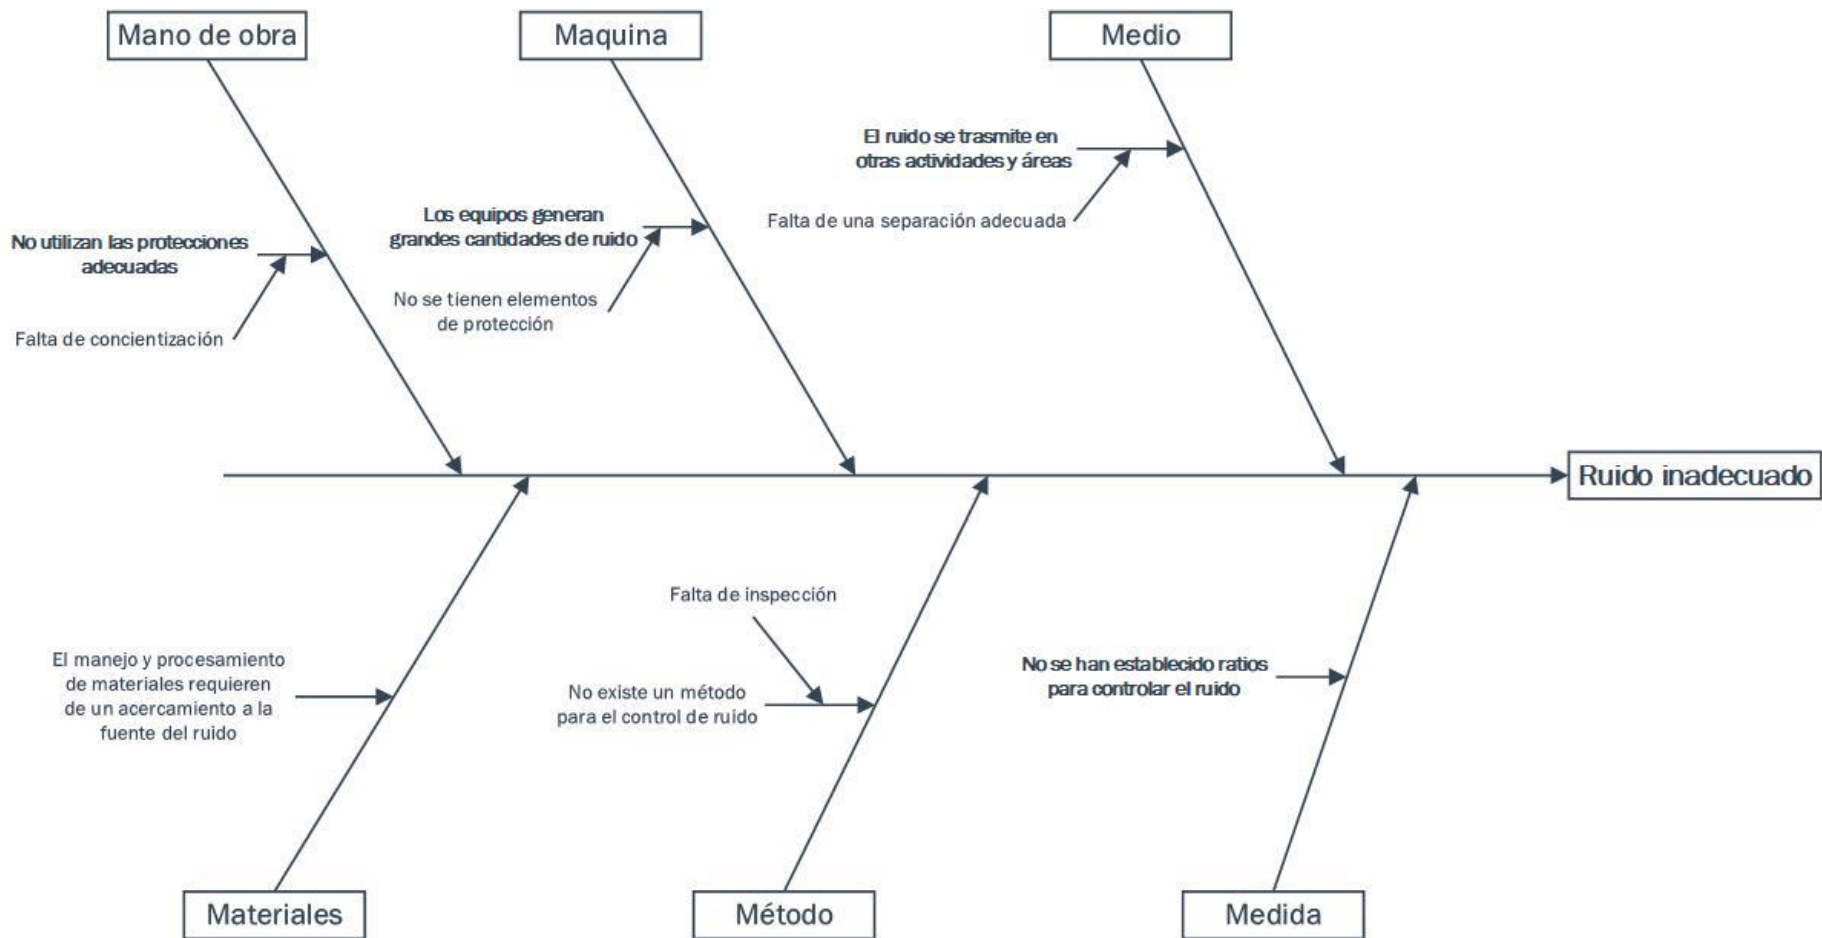 Mano de obra
Maquina
Medio
El ruido se trasmite en
otras actividades y áreas
Falta de una separación adecuada
Los equipos generan
grandes cantidades de ruido
No se tienen elementos
de protección
No utilizan las protecciones
adecuadas
Falta de concientización
Ruido inadecuado
El manejo y procesamiento
de materiales requieren
de un acercamiento a la
fuente del ruido
Falta de inspección
No existe un método
para el control de ruido
No se han establecido ratios
para controlar el ruido
Materiales
Método
Medida